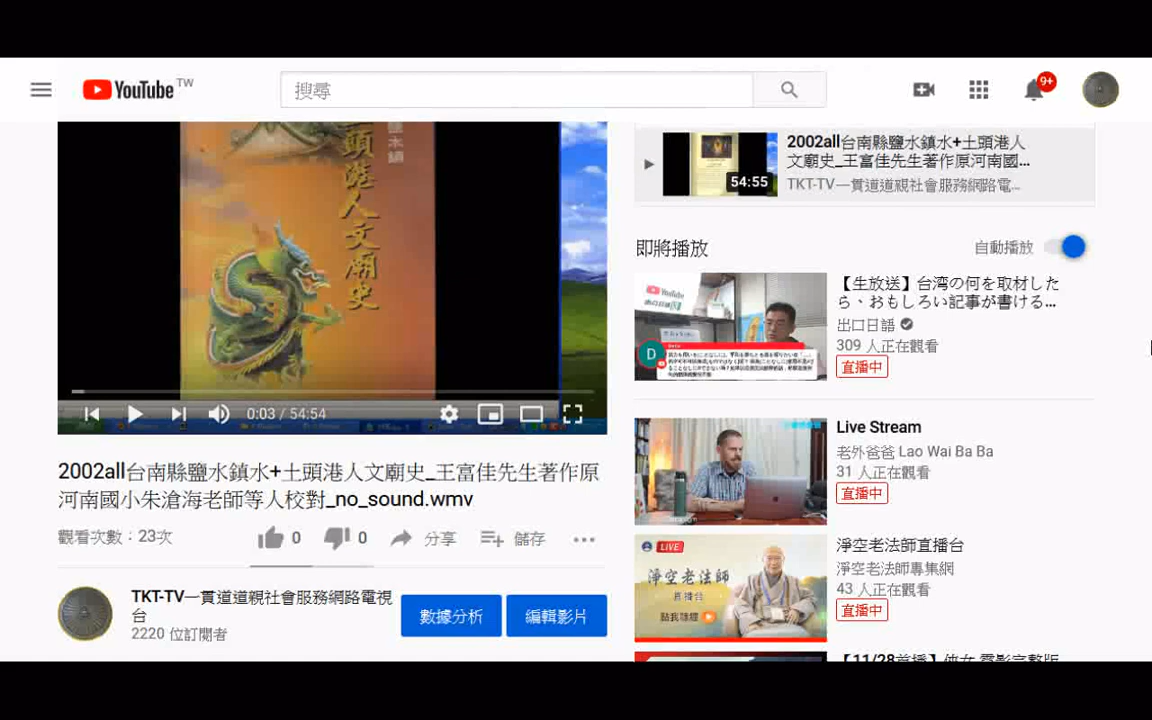 YouTube TW
搜尋
9+
頭港人文廟史
0:03 / 54:54
2002all台南縣鹽水鎮水+土頭港人文廟史_王富佳先生著作原
河南國小朱滄海老師等人校對_no_sound.wmv
觀看次數：23次
0
0
分享
儲存
TKT-TV一貫道道親社會服務網路電視
台
2220 位訂閱者
數據分析
編輯影片
54:55
2002all台南縣鹽水鎮水+土頭港人
文廟史_王富佳先生著作原河南國...
TKT-TV一貫道道親社會服務網路電...
即將播放
自動播放
YouTube
D
【生放送】台湾の何を取材した
ら、おもしろい記事が書ける...
出口日語
309 人正在觀看
直播中
Live Stream
老外爸爸 Lao Wai Ba Ba
31 人正在觀看
直播中
LIVE
淨空老法師
直播台
點我收聽
淨空老法師直播台
淨空老法師專集網
43 人正在觀看
直播中